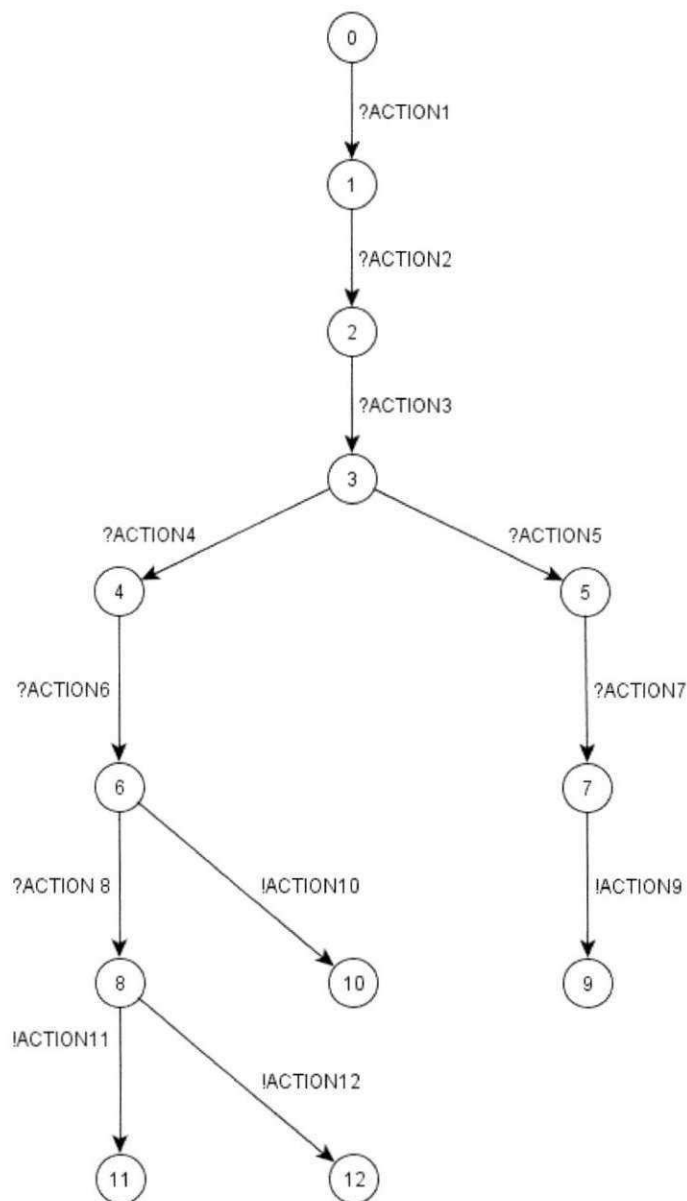 0
?ACTION1
1
?ACTION2
2
?ACTION3
3
?ACTION4
?ACTION5
4
5
?ACTION6
?ACTION7
6
7
?ACTION 8
!ACTION10
!ACTION9
8
10
9
!ACTION11
!ACTION12
11
12